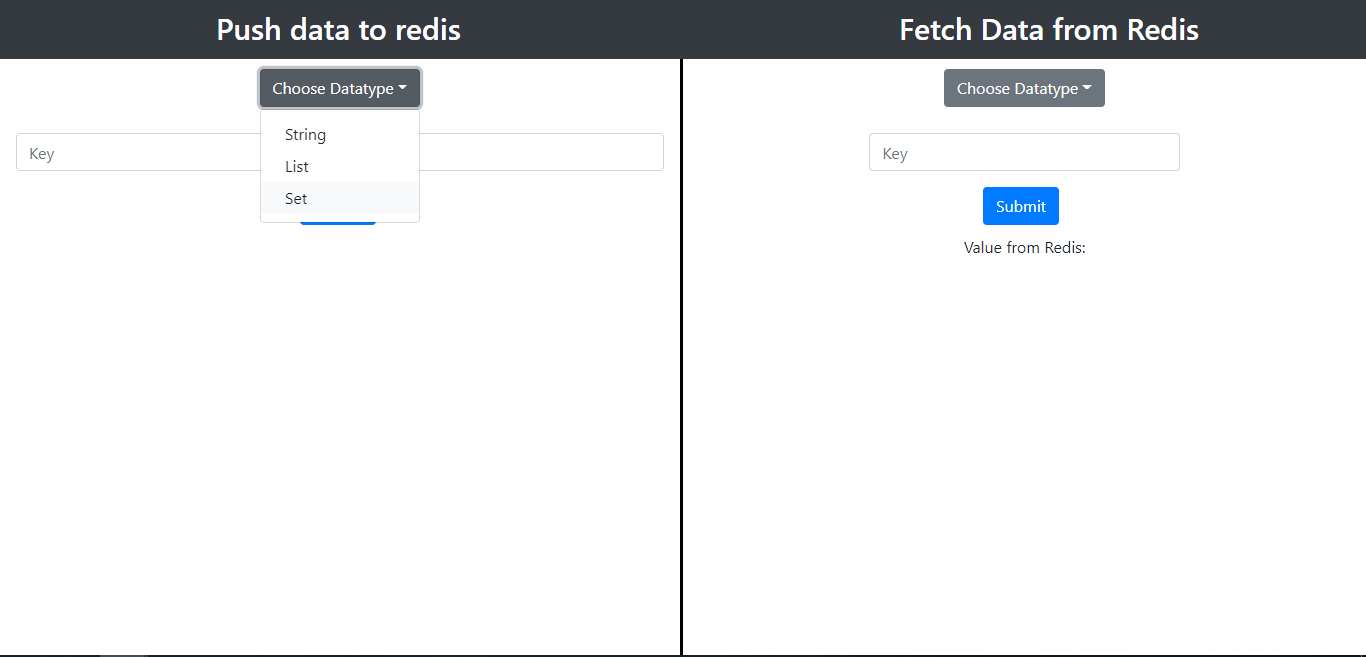 Push data to redis
Choose Datatype
String
List
Set
Key
Fetch Data from Redis
Choose Datatype
Key
Submit
Value from Redis: